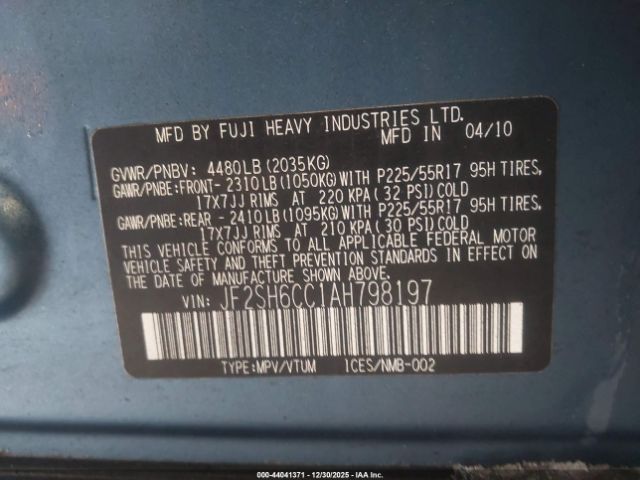 MFD BY FUJI HEAVY INDUSTRIES LTD.
MFD IN 04/10
GVWR/PNBV: 4480LB (2035KG)
GAWR/PNBE:FRONT- 2310LB (1050KG)WITH P225/55R17 95H TIRES,
17X7JJ RIMS AT 220 KPA (32 PSI) COLD
GAWR/PNBE:REAR - 2410LB (1095KG)WITH P225/55R17 95H TIRES,
17X7JJ RIMS AT 210 KPA (30 PSI) COLD
THIS VEHICLE CONFORMS TO ALL APPLICABLE FEDERAL MOTOR
VEHICLE SAFETY AND THEFT PREVENTION STANDARDS IN EFFECT ON
THE DATE OF MANUFACTURE SHOWN ABOVE.
VIN: JF2SH6CC1AH798197
TYPE:MPV/VTUM ICES/NMB-002
000-44041371 - 12/30/2025 - IAA Inc.